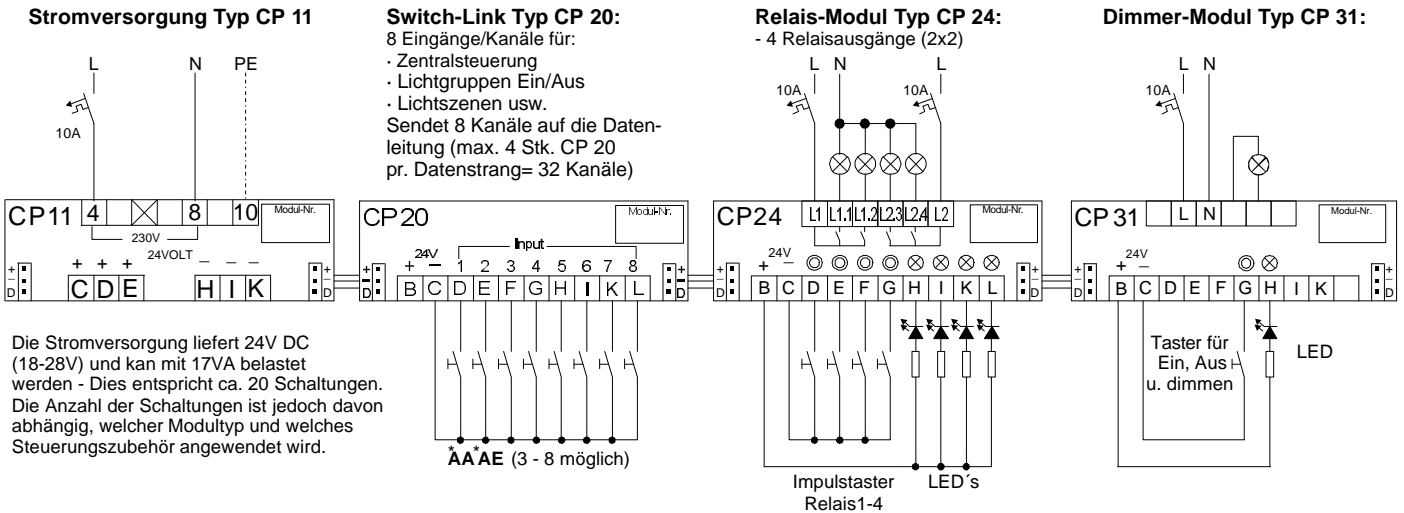 Stromversorgung Typ CP 11
L N PE
10A
CP11 4 8 10 Modul-Nr.
230V
24VOLT
+ + + – – –
+ – D C D E H I K + – D
Die Stromversorgung liefert 24V DC
(18-28V) und kan mit 17VA belastet
werden - Dies entspricht ca. 20 Schaltungen.
Die Anzahl der Schaltungen ist jedoch davon
abhängig, welcher Modultyp und welches
Steuerungszubehör angewendet wird.
Switch-Link Typ CP 20:
8 Eingänge/Kanäle für:
· Zentralsteuerung
· Lichtgruppen Ein/Aus
· Lichtszenen usw.
Sendet 8 Kanäle auf die Daten-
leitung (max. 4 Stk. CP 20
pr. Datenstrang= 32 Kanäle)
CP20 Modul-Nr.
Input
24V
+ – 1 2 3 4 5 6 7 8
+ – D B C D E F G H I K L + – D
*AA*AE (3 - 8 möglich)
Relais-Modul Typ CP 24:
- 4 Relaisausgänge (2x2)
L N L
10A 10A
CP24 L1 L1.1 L1.2 L2.3 L2.4 L2 Modul-Nr.
24V
+ –
+ – D B C D E F G H I K L + – D
Impulstaster
Relais1-4
LED´s
Dimmer-Modul Typ CP 31:
L N
10A
CP31 L N Modul-Nr.
24V
+ –
+ – D B C D E F G H I K + – D
Taster für
Ein, Aus
u. dimmen
LED